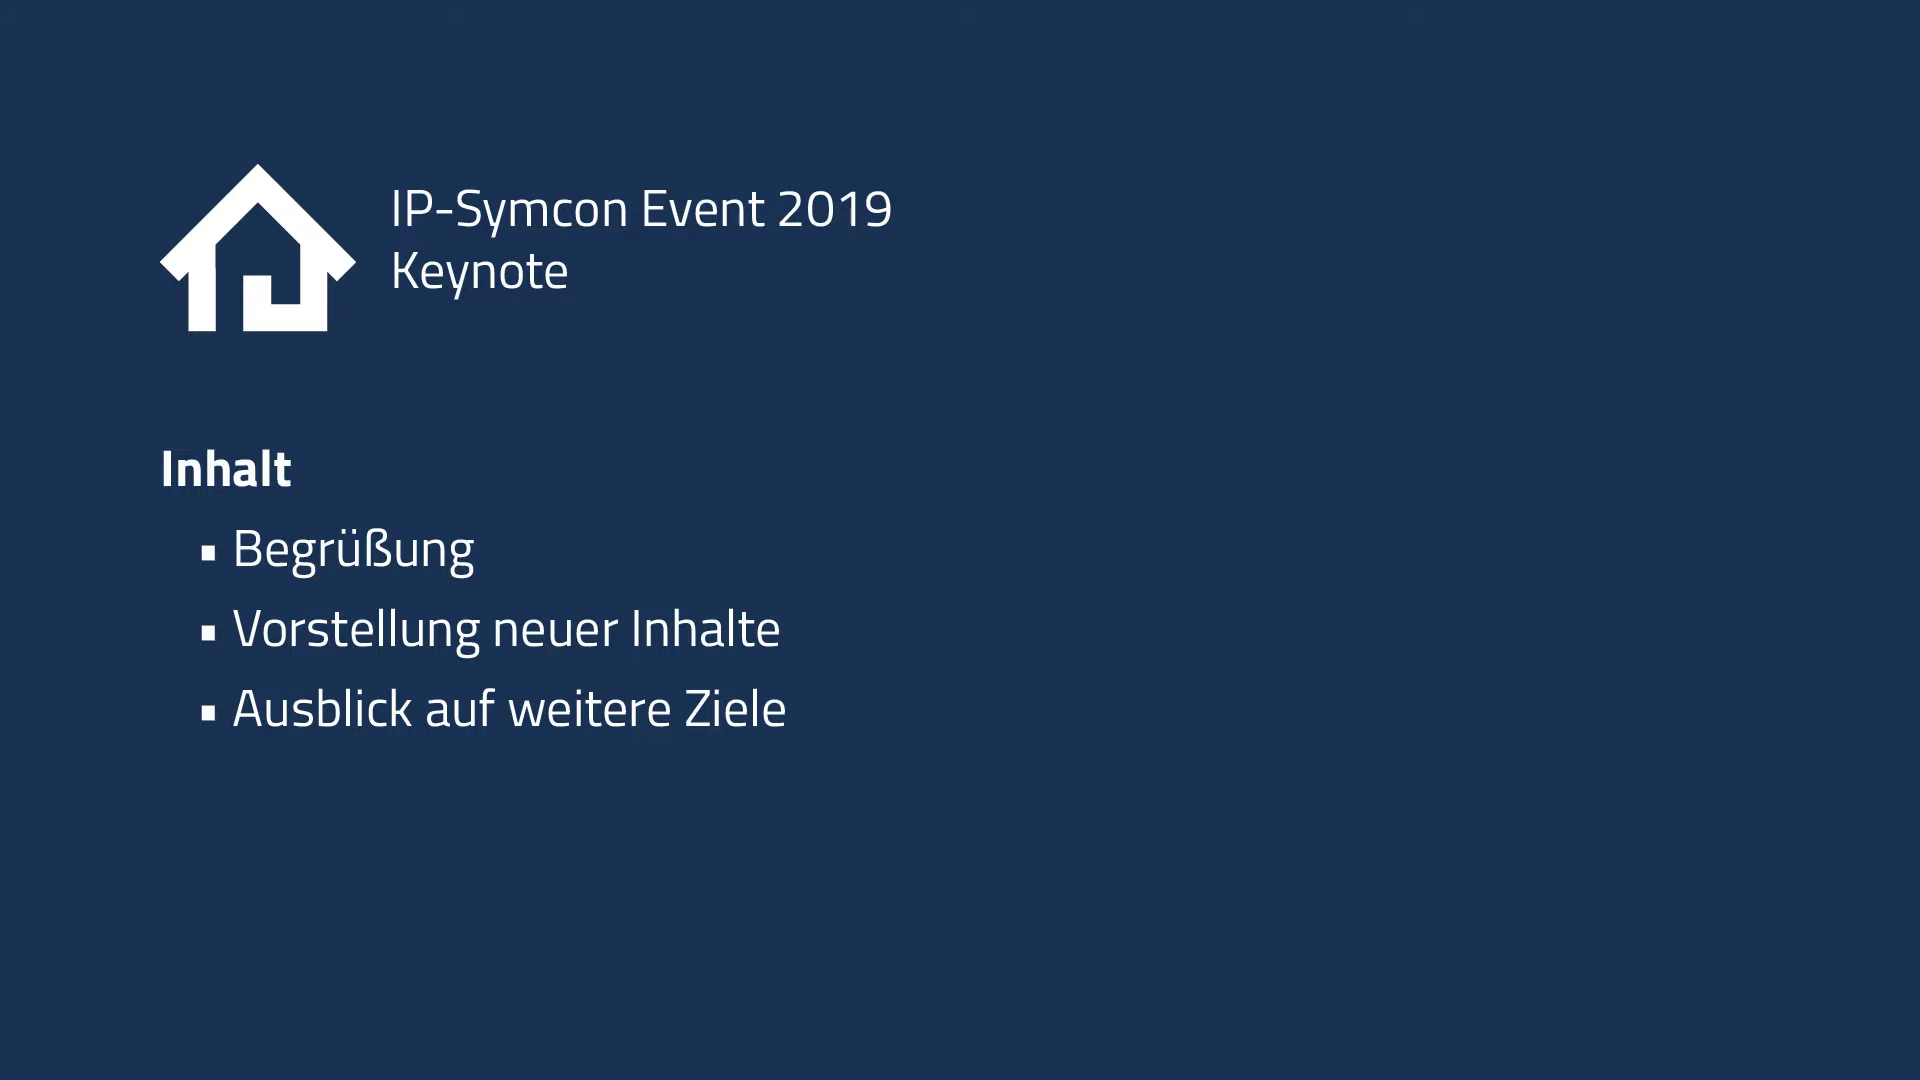 IP-Symcon Event 2019
Keynote
Inhalt
▪ Begrüßung
▪ Vorstellung neuer Inhalte
▪ Ausblick auf weitere Ziele